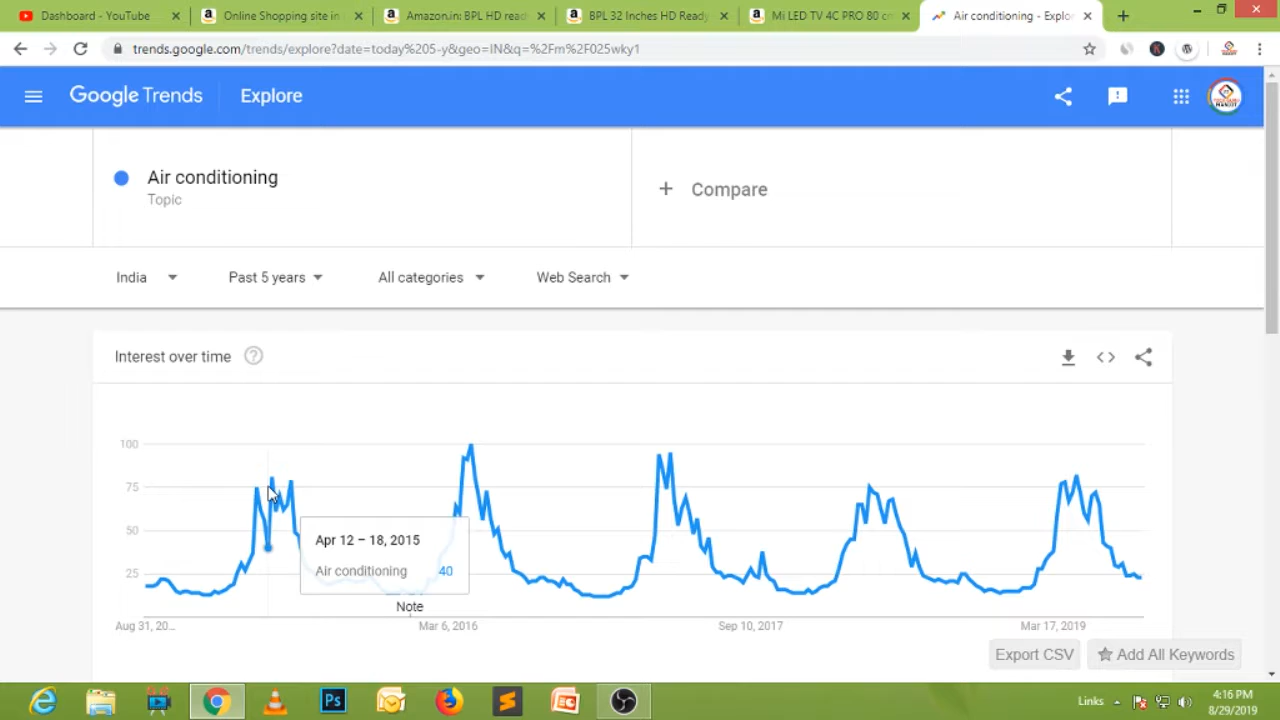 Dashboard - YouTube
Online Shopping site in
Amazon.in: BPL HD read
BPL 32 Inches HD Ready
Mi LED TV 4C PRO 80 cm
Air conditioning - Explo
trends.google.com/trends/explore?date=today%205-y&geo=IN&q=%2Fm%2F025wky1
Google Trends Explore
Air conditioning
Topic
+ Compare
India
Past 5 years
All categories
Web Search
Interest over time
100
75
50
25
Apr 12 – 18, 2015
Air conditioning 40
Note
Aug 31, 20...
Mar 6, 2016
Sep 10, 2017
Mar 17, 2019
Export CSV
Add All Keywords
Ps
Links
4:16 PM
8/29/2019